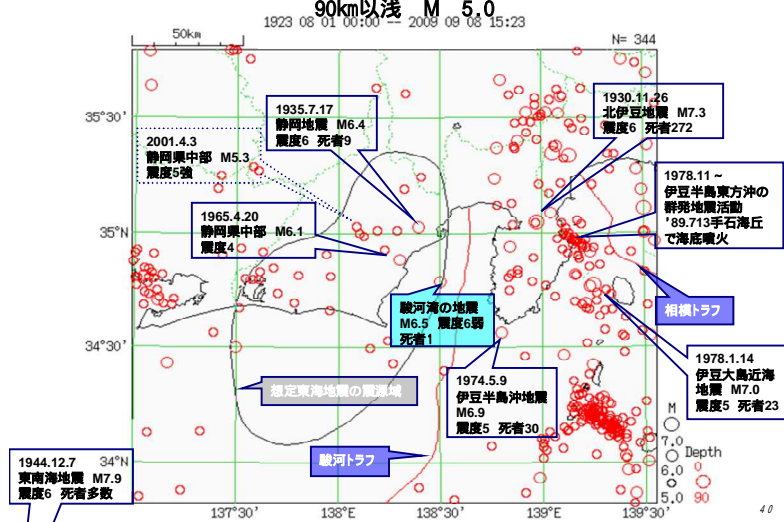 90km以浅 M 5.0
1923 08 01 00:00 -- 2009 09 08 15:23
50km
N= 344
35°30'
35°N
34°30'
34°N
137°30'
138°E
138°30'
139°E
139°30'
1930.11.26
北伊豆地震 M7.3
震度6 死者272
1935.7.17
静岡地震 M6.4
震度6 死者9
2001.4.3
静岡県中部 M5.3
震度5強
1978.11～
伊豆半島東方沖の
群発地震活動
'89.713手石海丘
で海底噴火
1965.4.20
静岡県中部 M6.1
震度4
駿河湾の地震
M6.5 震度6弱
死者1
相模トラフ
1978.1.14
伊豆大島近海
地震 M7.0
震度5 死者23
1974.5.9
伊豆半島沖地震
M6.9
震度5 死者30
想定東海地震の震源域
駿河トラフ
1944.12.7
東南海地震 M7.9
震度6 死者多数
M
7.0
6.0
5.0
Depth
0
90
40